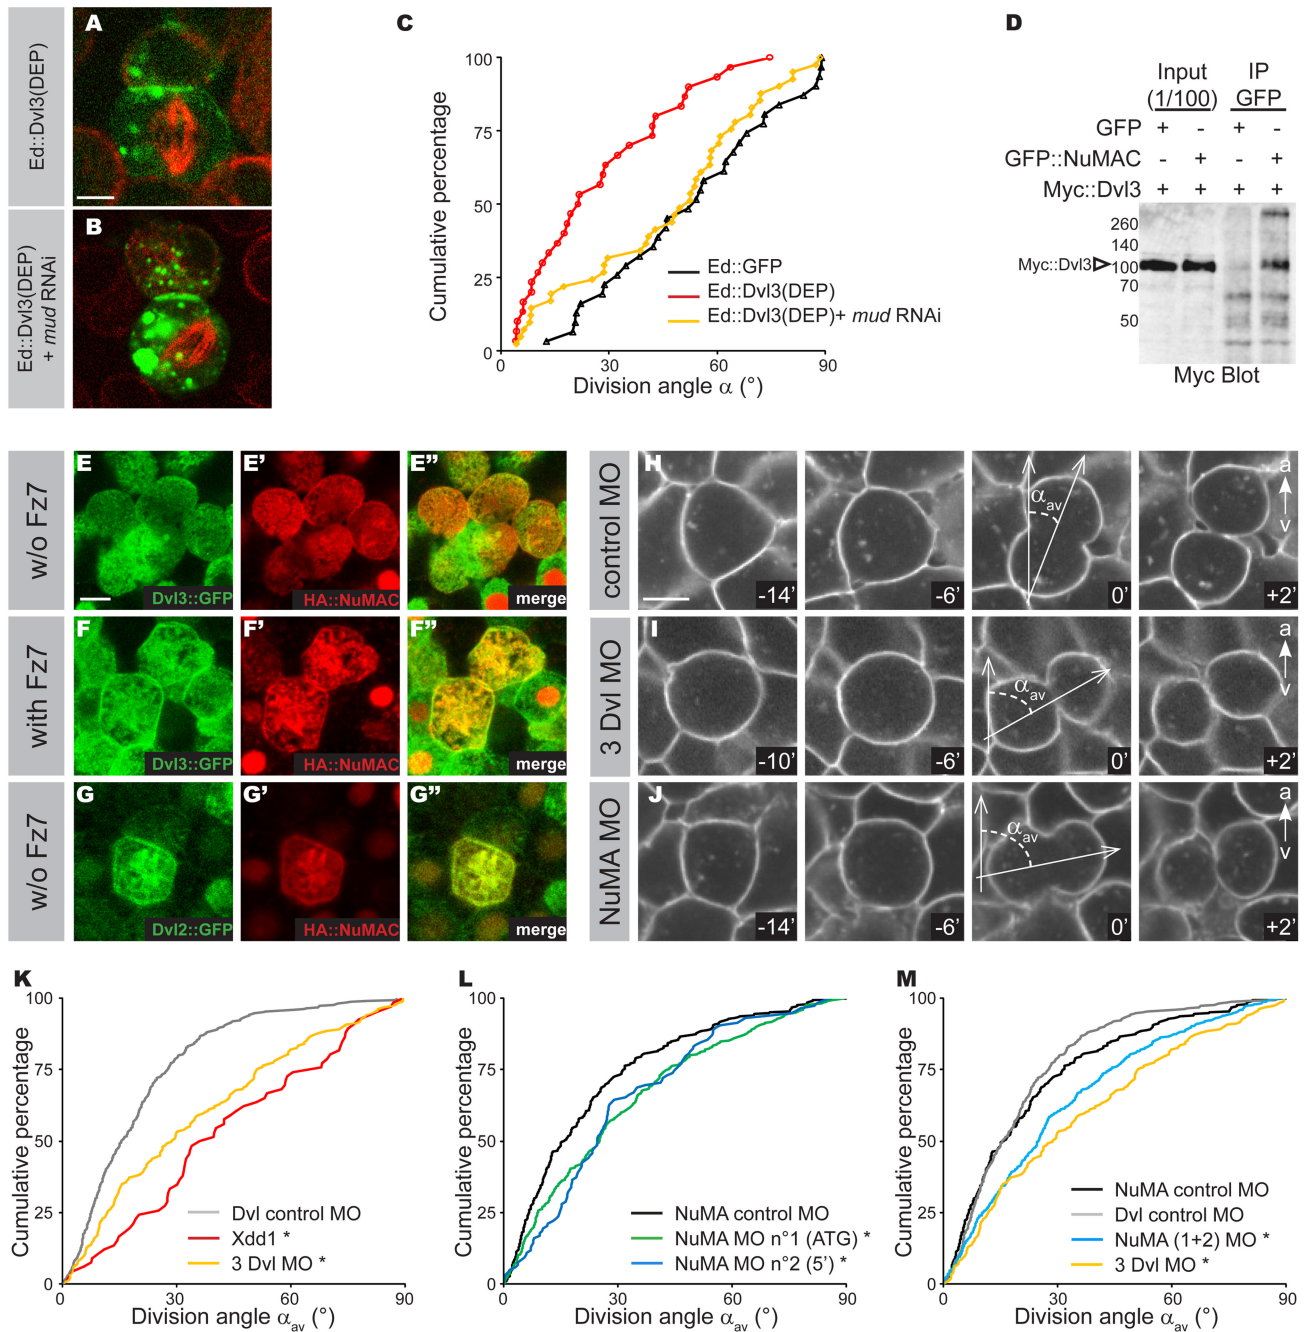 A
Ed::Dvl3(DEP)
B
Ed::Dvl3(DEP)
+ mud RNAi
C
Cumulative percentage
100
75
50
25
0
0
30
60
90
Division angle α (°)
Ed::GFP
Ed::Dvl3(DEP)
Ed::Dvl3(DEP)+ mud RNAi
D
Input
(1/100)
IP
GFP
GFP + - + -
GFP::NuMAC - + - +
Myc::Dvl3 + + + +
260
140
Myc::Dvl3 100
70
50
Myc Blot
w/o Fz7
E
Dvl3::GFP
E'
HA::NuMAC
E''
merge
with Fz7
F
Dvl3::GFP
F'
HA::NuMAC
F''
merge
w/o Fz7
G
Dvl2::GFP
G'
HA::NuMAC
G''
merge
control MO
H
-14'
-6'
αav
0'
a
v
+2'
3 Dvl MO
I
-10'
-6'
αav
0'
a
v
+2'
NuMA MO
J
-14'
-6'
αav
0'
a
v
+2'
K
Cumulative percentage
100
75
50
25
0
0
30
60
90
Division angle αav (°)
Dvl control MO
Xdd1 *
3 Dvl MO *
L
Cumulative percentage
100
75
50
25
0
0
30
60
90
Division angle αav (°)
NuMA control MO
NuMA MO n°1 (ATG) *
NuMA MO n°2 (5') *
M
Cumulative percentage
100
75
50
25
0
0
30
60
90
Division angle αav (°)
NuMA control MO
Dvl control MO
NuMA (1+2) MO *
3 Dvl MO *